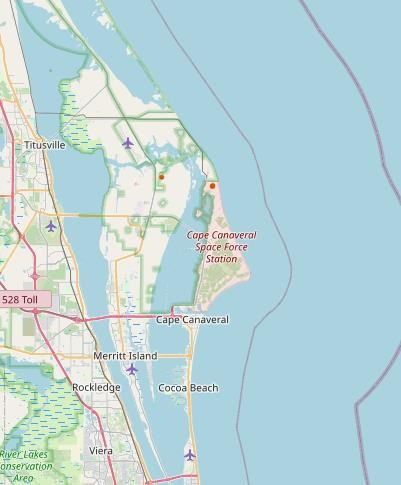 Titusville
Cape Canaveral
Space Force
Station
528 Toll
Cape Canaveral
Merritt Island
Rockledge
Cocoa Beach
Viera
River Lakes
onservation
Area